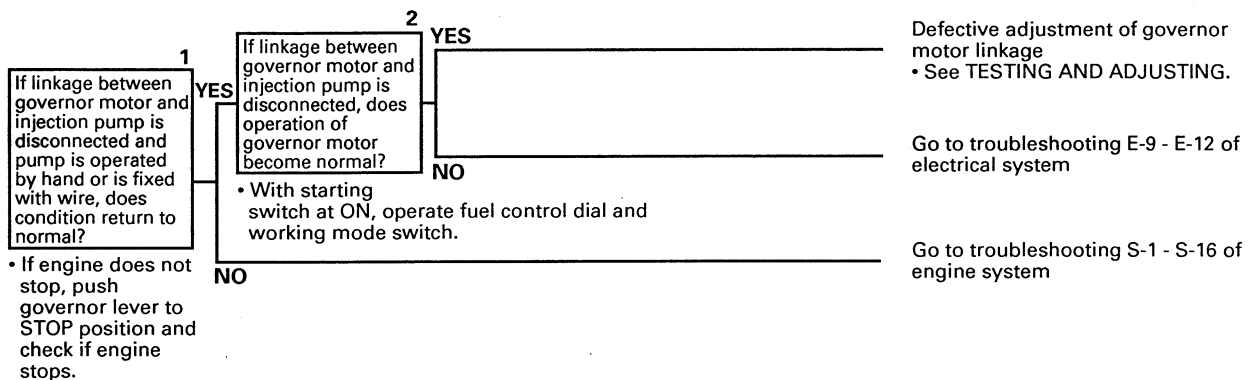 1
If linkage between
governor motor and
injection pump is
disconnected and
pump is operated
by hand or is fixed
with wire, does
condition return to
normal?
• If engine does not
stop, push
governor lever to
STOP position and
check if engine
stops.
YES
NO
2
If linkage between
governor motor and
injection pump is
disconnected, does
operation of
governor motor
become normal?
• With starting
switch at ON, operate fuel control dial and
working mode switch.
YES
NO
Defective adjustment of governor
motor linkage
• See TESTING AND ADJUSTING.
Go to troubleshooting E-9 - E-12 of
electrical system
Go to troubleshooting S-1 - S-16 of
engine system